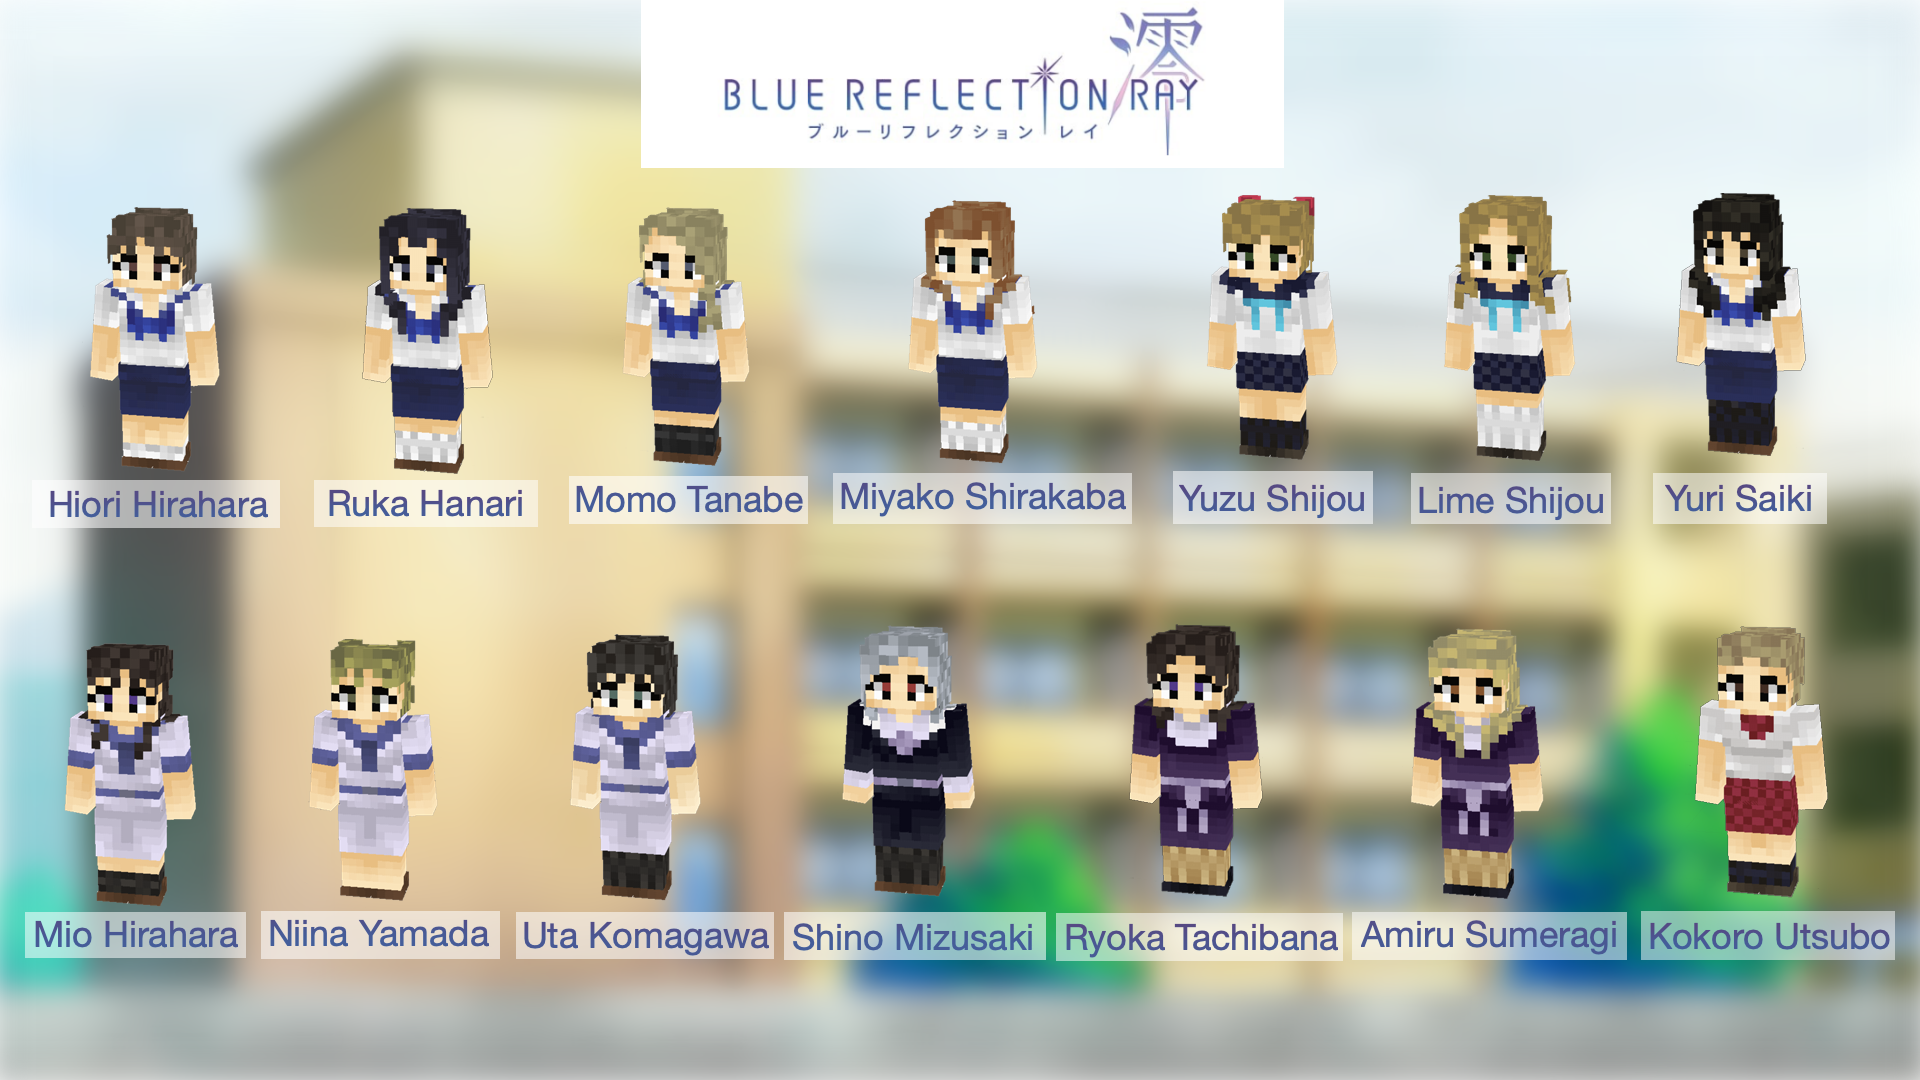 澪
BLUE REFLECTION RAY
ブルーリフレクション レイ
Hiori Hirahara
Ruka Hanari
Momo Tanabe
Miyako Shirakaba
Yuzu Shijou
Lime Shijou
Yuri Saiki
Mio Hirahara
Niina Yamada
Uta Komagawa
Shino Mizusaki
Ryoka Tachibana
Amiru Sumeragi
Kokoro Utsubo